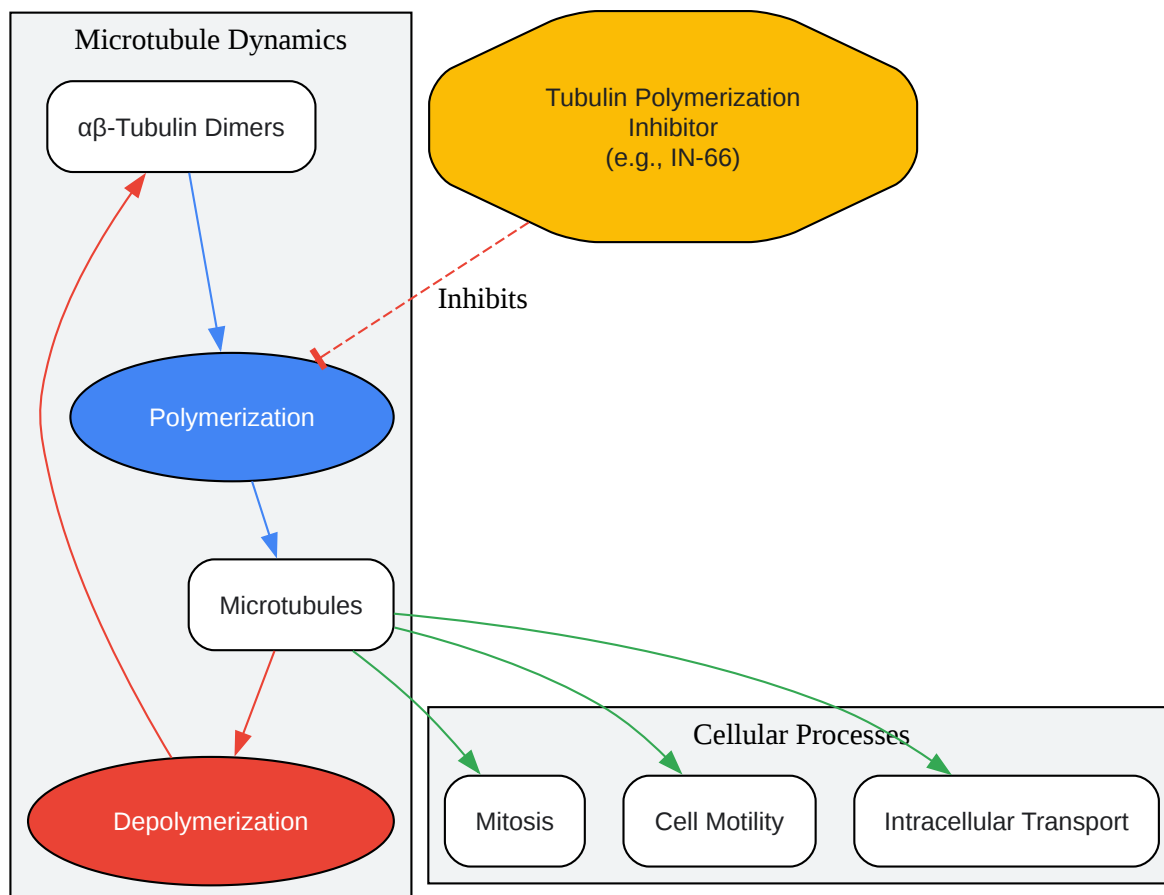 Microtubule Dynamics
αβ-Tubulin Dimers
Tubulin Polymerization
Inhibitor
(e.g., IN-66)
Inhibits
Polymerization
Microtubules
Cellular Processes
Depolymerization
Mitosis
Cell Motility
Intracellular Transport